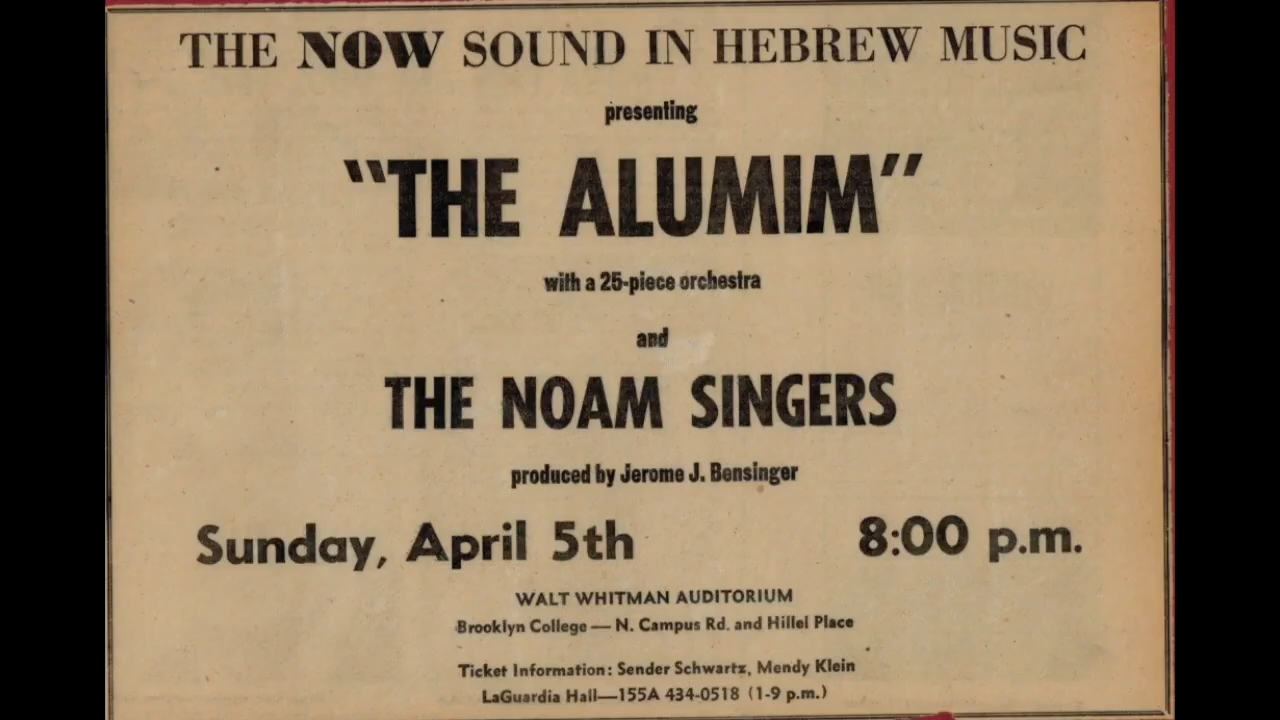 THE NOW SOUND IN HEBREW MUSIC
presenting
"THE ALUMIM"
with a 25-piece orchestra
and
THE NOAM SINGERS
produced by Jerome J. Bensinger
Sunday, April 5th 8:00 p.m.
WALT WHITMAN AUDITORIUM
Brooklyn College — N. Campus Rd. and Hillel Place
Ticket Information: Sender Schwartz, Mendy Klein
LaGuardia Hall—155A 434-0518 (1-9 p.m.)